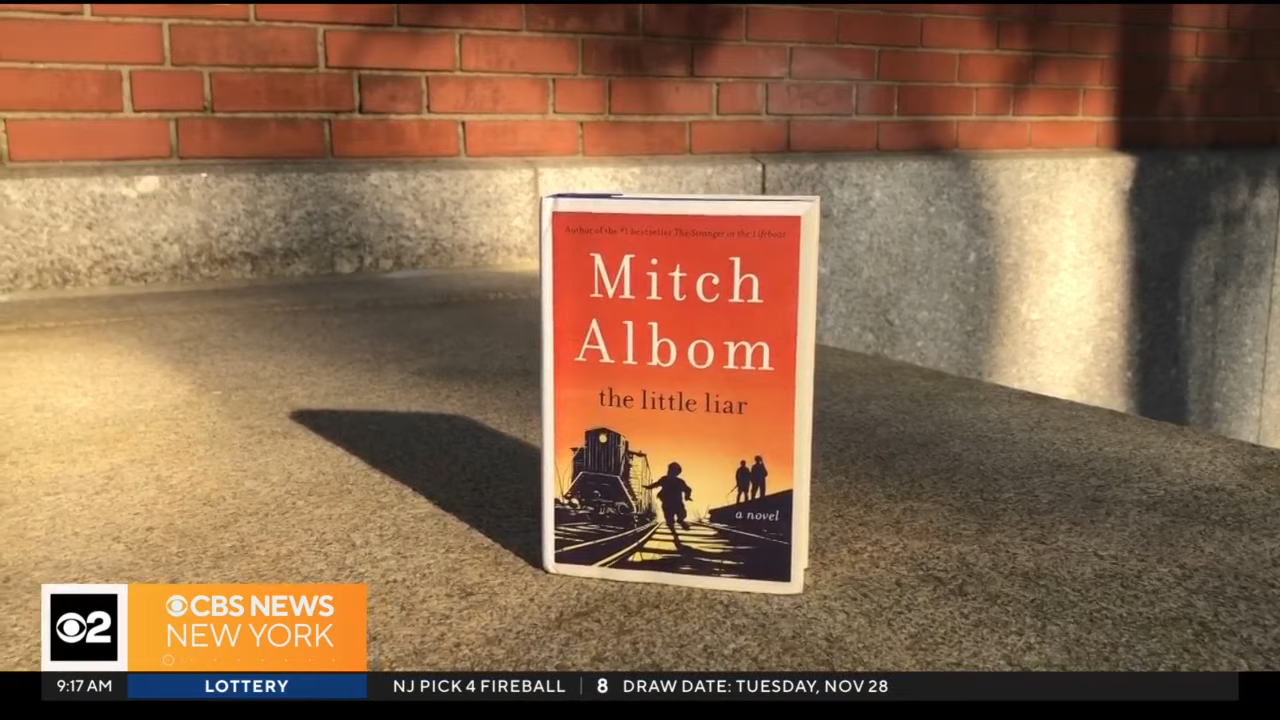 Author of the #1 bestseller The Stranger in the Lifeboat
Mitch
Albom
the little liar
a novel
2
CBS NEWS
NEW YORK
9:17 AM
LOTTERY
NJ PICK 4 FIREBALL
8
DRAW DATE: TUESDAY, NOV 28